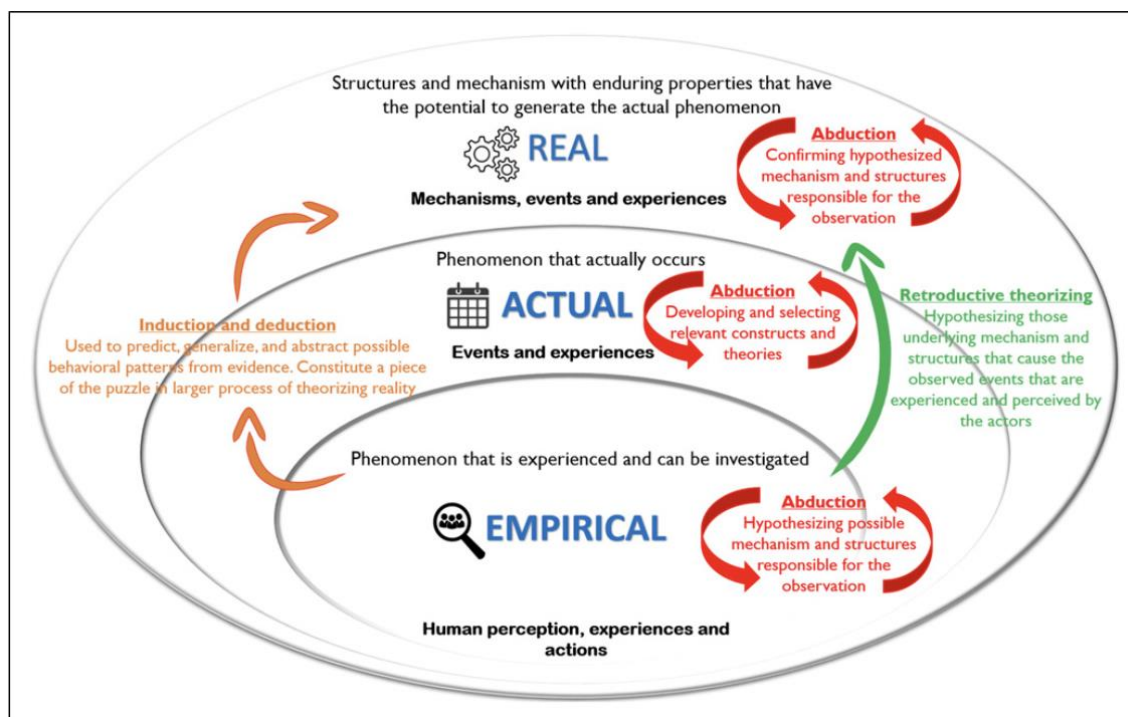 Structures and mechanism with enduring properties that have
the potential to generate the actual phenomenon
REAL
Mechanisms, events and experiences
Abduction
Confirming hypothesized
mechanism and structures
responsible for the
observation
Phenomenon that actually occurs
ACTUAL
Events and experiences
Abduction
Developing and selecting
relevant constructs and
theories
Induction and deduction
Used to predict, generalize, and abstract possible
behavioral patterns from evidence. Constitute a piece
of the puzzle in larger process of theorizing reality
Retroductive theorizing
Hypothesizing those
underlying mechanism and
structures that cause the
observed events that are
experienced and perceived by
the actors
Phenomenon that is experienced and can be investigated
EMPIRICAL
Abduction
Hypothesizing possible
mechanism and structures
responsible for the
observation
Human perception, experiences and
actions